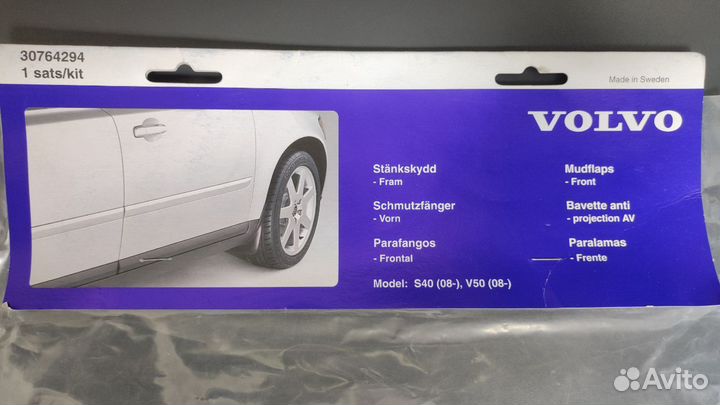 30764294
1 sats/kit
Made in Sweden
VOLVO
Stänkskydd
- Fram
Mudflaps
- Front
Schmutzfänger
- Vorn
Bavette anti
- projection AV
Parafangos
- Frontal
Paralamas
- Frente
Model: S40 (08-), V50 (08-)
Avito